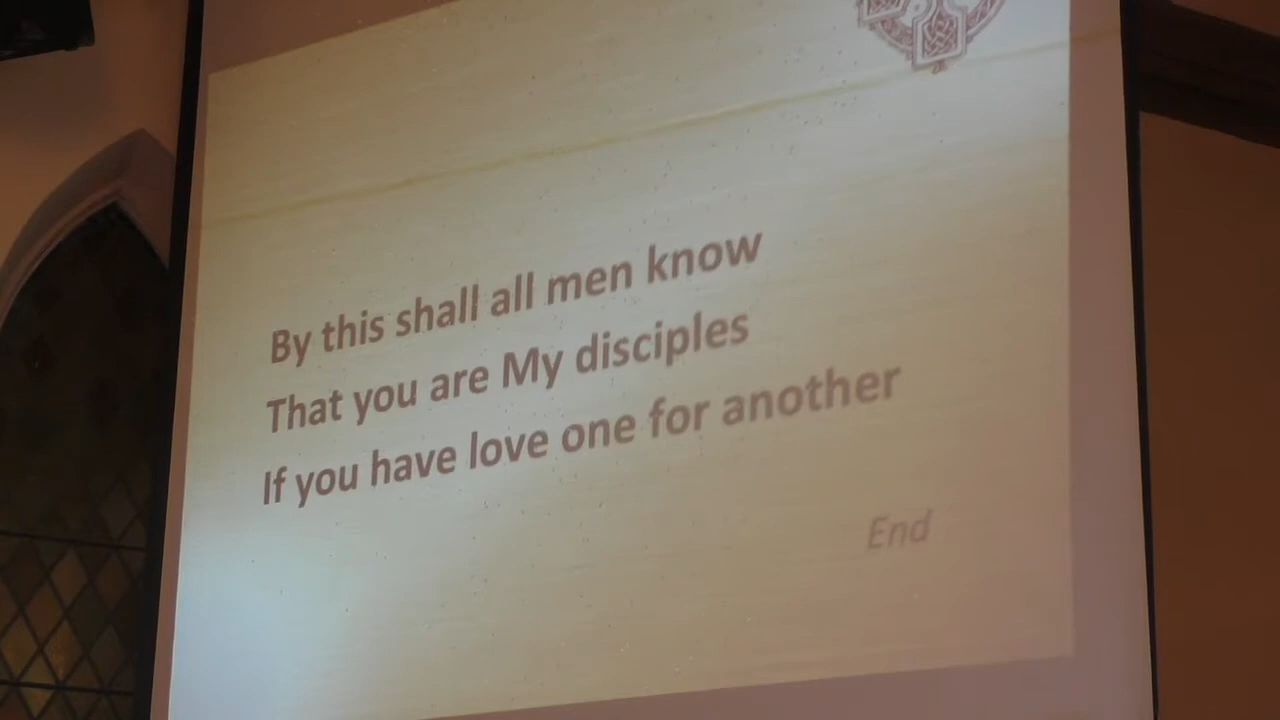 By this shall all men know
That you are My disciples
If you have love one for another
End